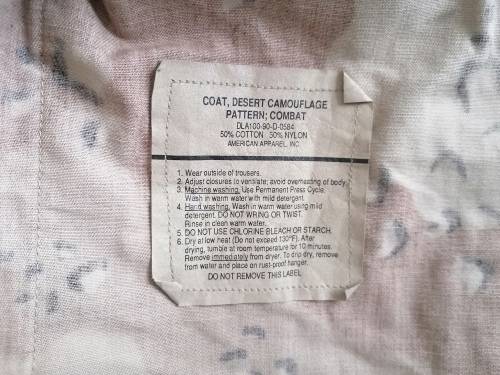 COAT, DESERT CAMOUFLAGE
PATTERN; COMBAT
DLA100-90-D-0584
50% COTTON 50% NYLON
AMERICAN APPAREL, INC.
1. Wear outside of trousers.
2. Adjust closures to ventilate; avoid overheating of body.
3. Machine washing. Use Permanent Press Cycle.
Wash in warm water with mild detergent.
4. Hand washing. Wash in warm water using mild
detergent. DO NOT WRING OR TWIST.
Rinse in clean warm water.
5. DO NOT USE CHLORINE BLEACH OR STARCH.
6. Dry at low heat (Do not exceed 130°F). After
drying, tumble at room temperature for 10 minutes.
Remove immediately from dryer. To drip dry, remove
from water and place on rust-proof hanger.
DO NOT REMOVE THIS LABEL